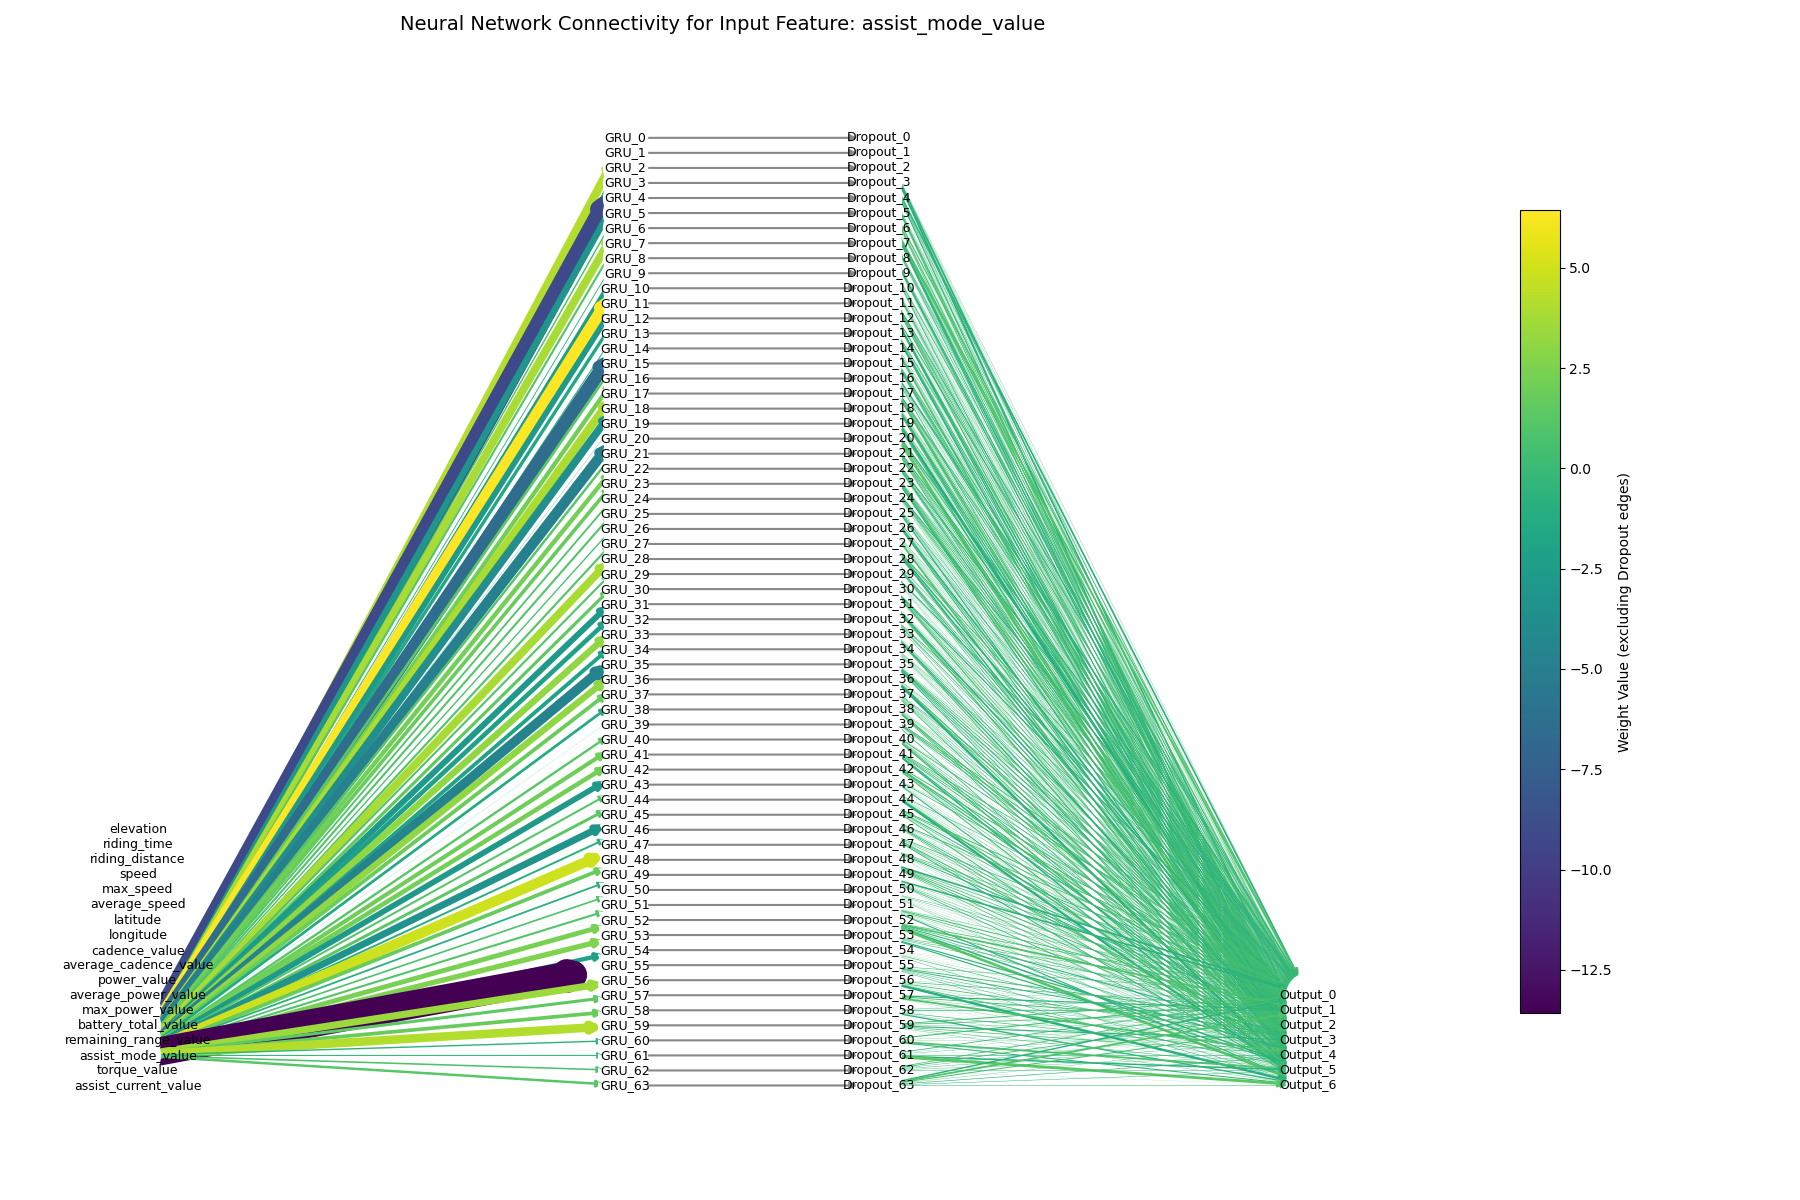 Neural Network Connectivity for Input Feature: assist_mode_value
elevation
riding_time
riding_distance
speed
max_speed
average_speed
latitude
longitude
cadence_value
average_cadence_value
power_value
average_power_value
max_power_value
battery_total_value
remaining_range_value
assist_mode_value
torque_value
assist_current_value
GRU_0
GRU_1
GRU_2
GRU_3
GRU_4
GRU_5
GRU_6
GRU_7
GRU_8
GRU_9
GRU_10
GRU_11
GRU_12
GRU_13
GRU_14
GRU_15
GRU_16
GRU_17
GRU_18
GRU_19
GRU_20
GRU_21
GRU_22
GRU_23
GRU_24
GRU_25
GRU_26
GRU_27
GRU_28
GRU_29
GRU_30
GRU_31
GRU_32
GRU_33
GRU_34
GRU_35
GRU_36
GRU_37
GRU_38
GRU_39
GRU_40
GRU_41
GRU_42
GRU_43
GRU_44
GRU_45
GRU_46
GRU_47
GRU_48
GRU_49
GRU_50
GRU_51
GRU_52
GRU_53
GRU_54
GRU_55
GRU_56
GRU_57
GRU_58
GRU_59
GRU_60
GRU_61
GRU_62
GRU_63
Dropout_0
Dropout_1
Dropout_2
Dropout_3
Dropout_4
Dropout_5
Dropout_6
Dropout_7
Dropout_8
Dropout_9
Dropout_10
Dropout_11
Dropout_12
Dropout_13
Dropout_14
Dropout_15
Dropout_16
Dropout_17
Dropout_18
Dropout_19
Dropout_20
Dropout_21
Dropout_22
Dropout_23
Dropout_24
Dropout_25
Dropout_26
Dropout_27
Dropout_28
Dropout_29
Dropout_30
Dropout_31
Dropout_32
Dropout_33
Dropout_34
Dropout_35
Dropout_36
Dropout_37
Dropout_38
Dropout_39
Dropout_40
Dropout_41
Dropout_42
Dropout_43
Dropout_44
Dropout_45
Dropout_46
Dropout_47
Dropout_48
Dropout_49
Dropout_50
Dropout_51
Dropout_52
Dropout_53
Dropout_54
Dropout_55
Dropout_56
Dropout_57
Dropout_58
Dropout_59
Dropout_60
Dropout_61
Dropout_62
Dropout_63
Output_0
Output_1
Output_2
Output_3
Output_4
Output_5
Output_6
5.0
2.5
0.0
−2.5
−5.0
−7.5
−10.0
−12.5
Weight Value (excluding Dropout edges)